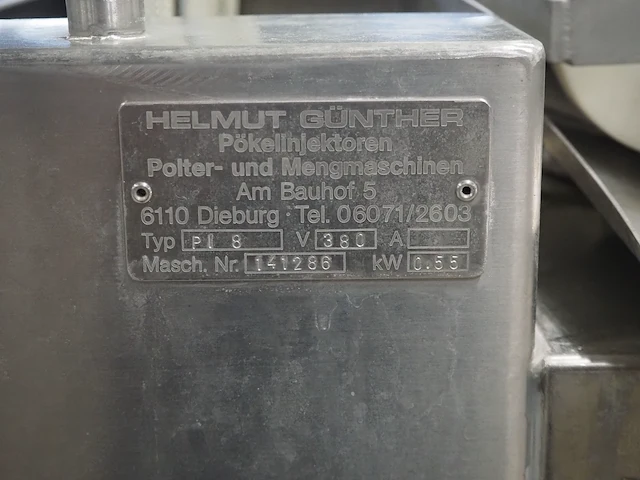 HELMUT GÜNTHER
Pökelinjektoren
Polter- und Mengmaschinen
Am Bauhof 5
6110 Dieburg Tel. 06071/2603
Typ PI 8 V 380 A
Masch. Nr. 141286 kW 0.55